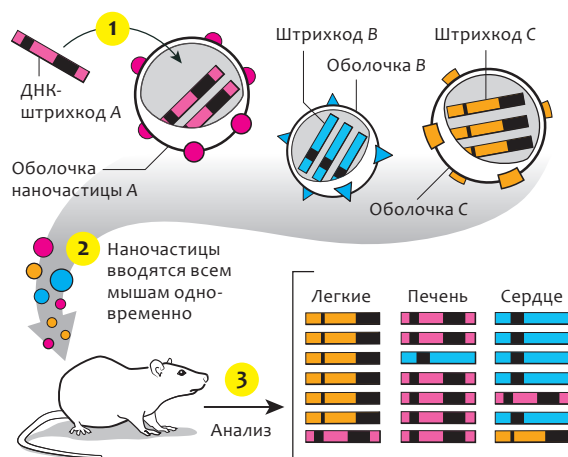 1
ДНК-
штрихкод A
Оболочка
наночастицы A
Штрихкод B
Оболочка B
Штрихкод C
Оболочка C
2
Наночастицы
вводятся всем
мышам одно-
временно
3
Анализ
Легкие
Печень
Сердце